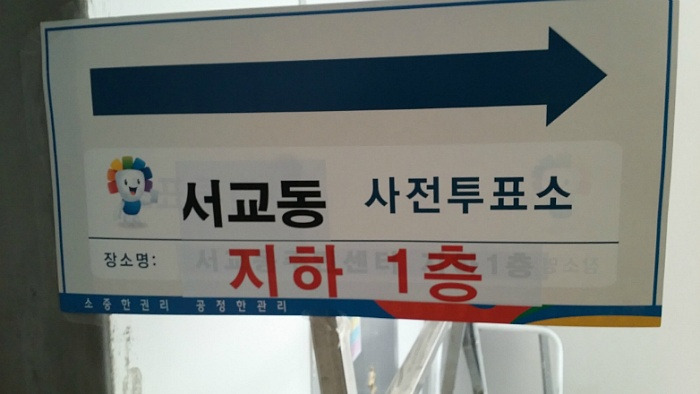 서교동 사전투표소
장소명: 지하 1층
소중한권리 공정한관리